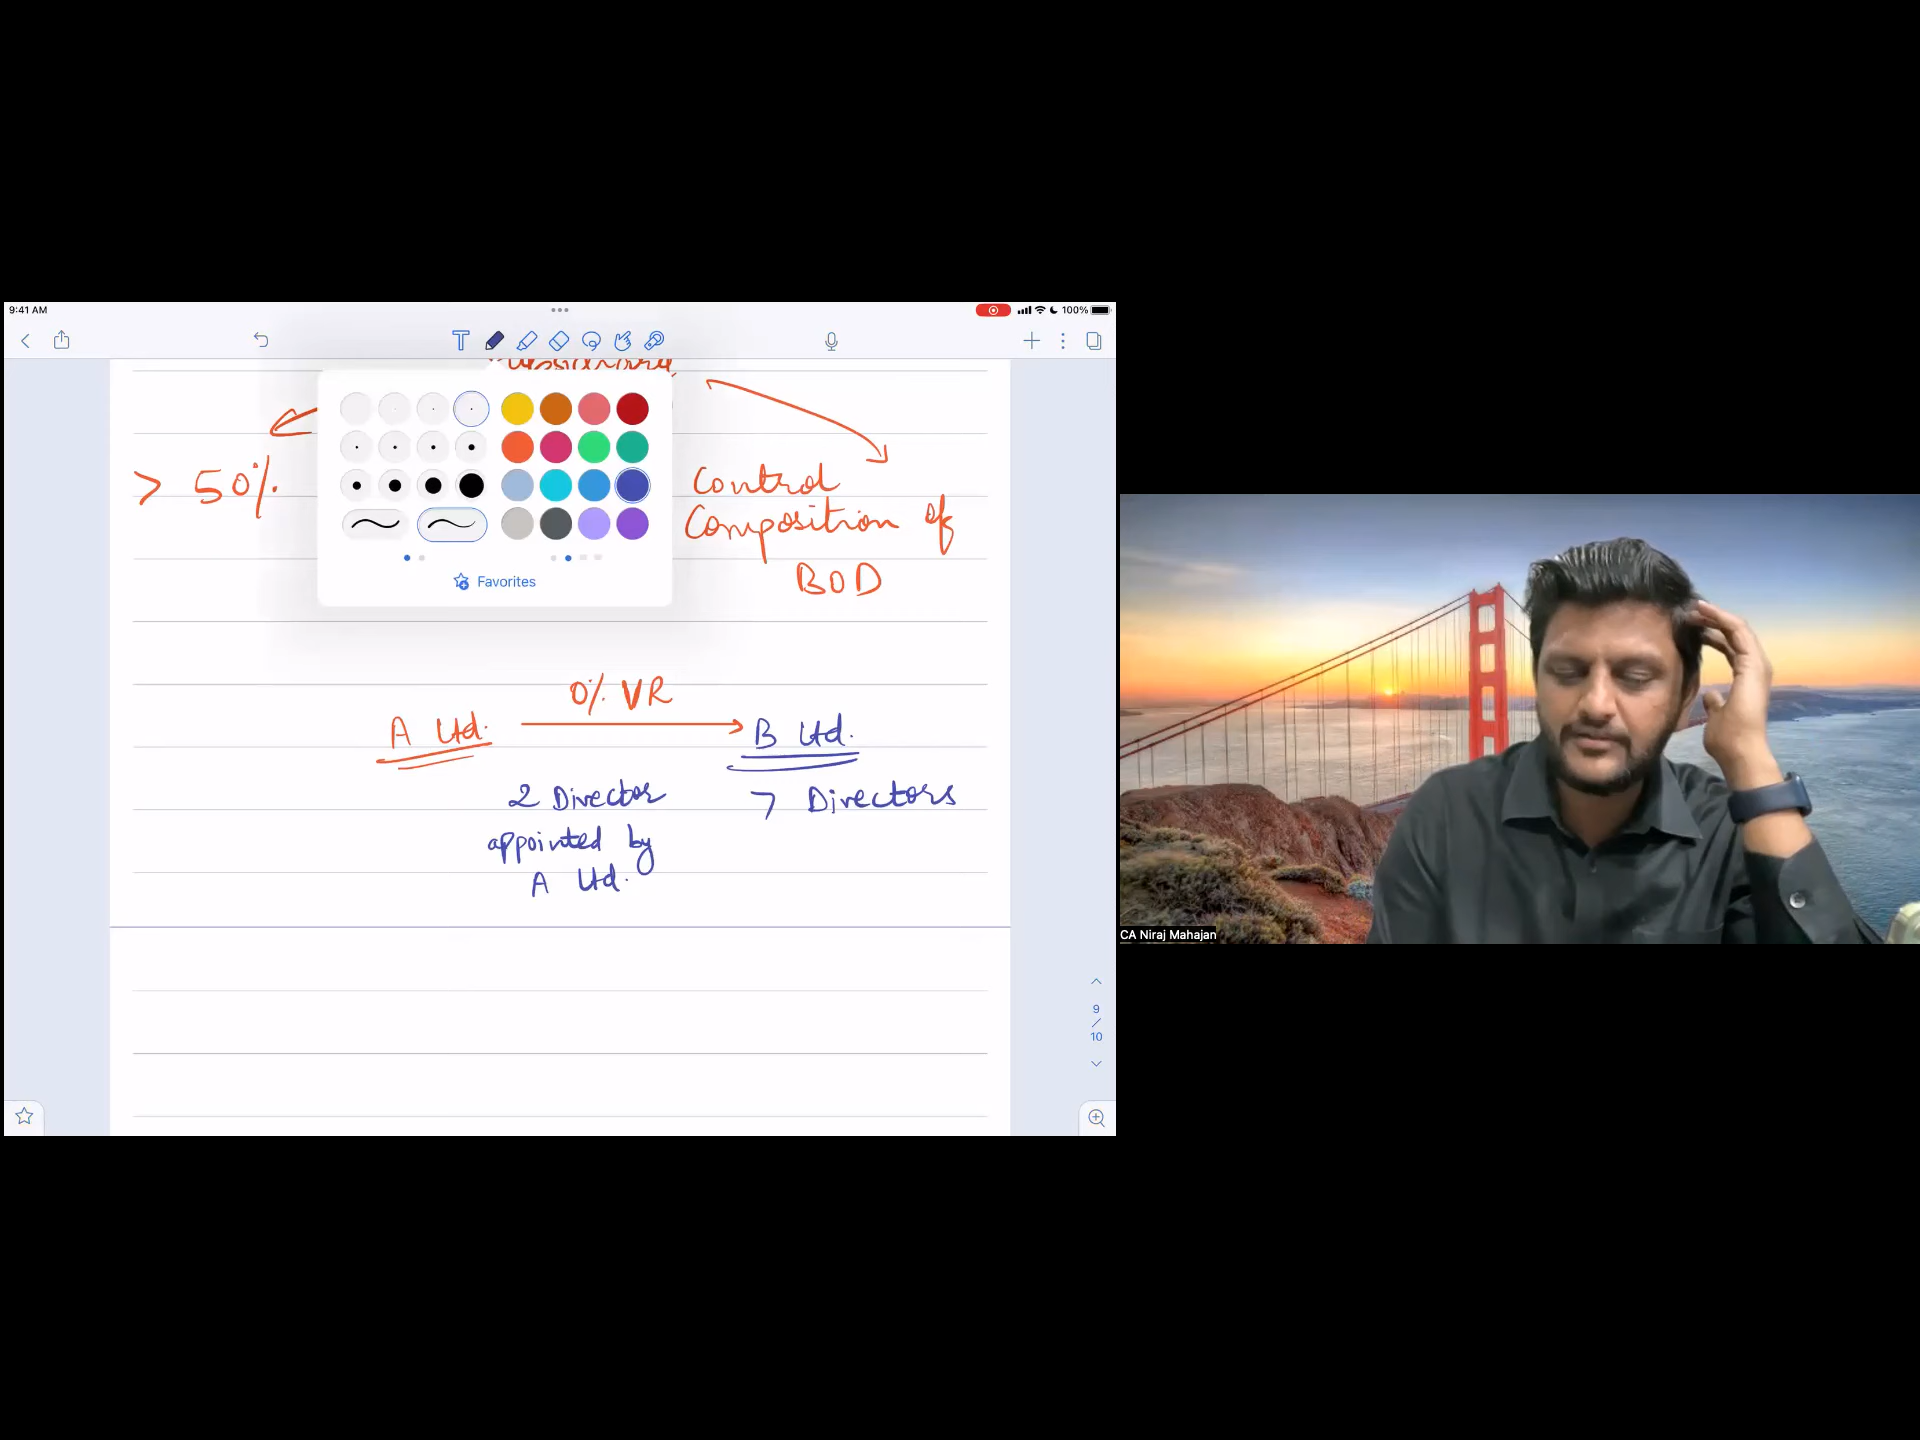 9:41 AM
100%
T
> 50%
Control
Composition of
BOD
Favorites
0% VR
A Ltd.
B Ltd.
2 Director
7 Directors
appointed by
A Ltd.
9
/
10
CA Niraj Mahajan